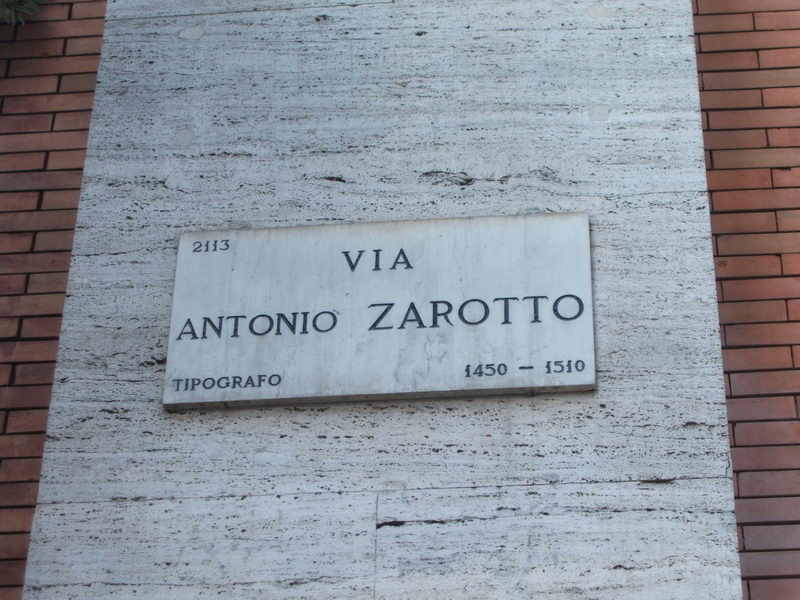 2113
VIA
ANTONIO ZAROTTO
TIPOGRAFO 1450 – 1510